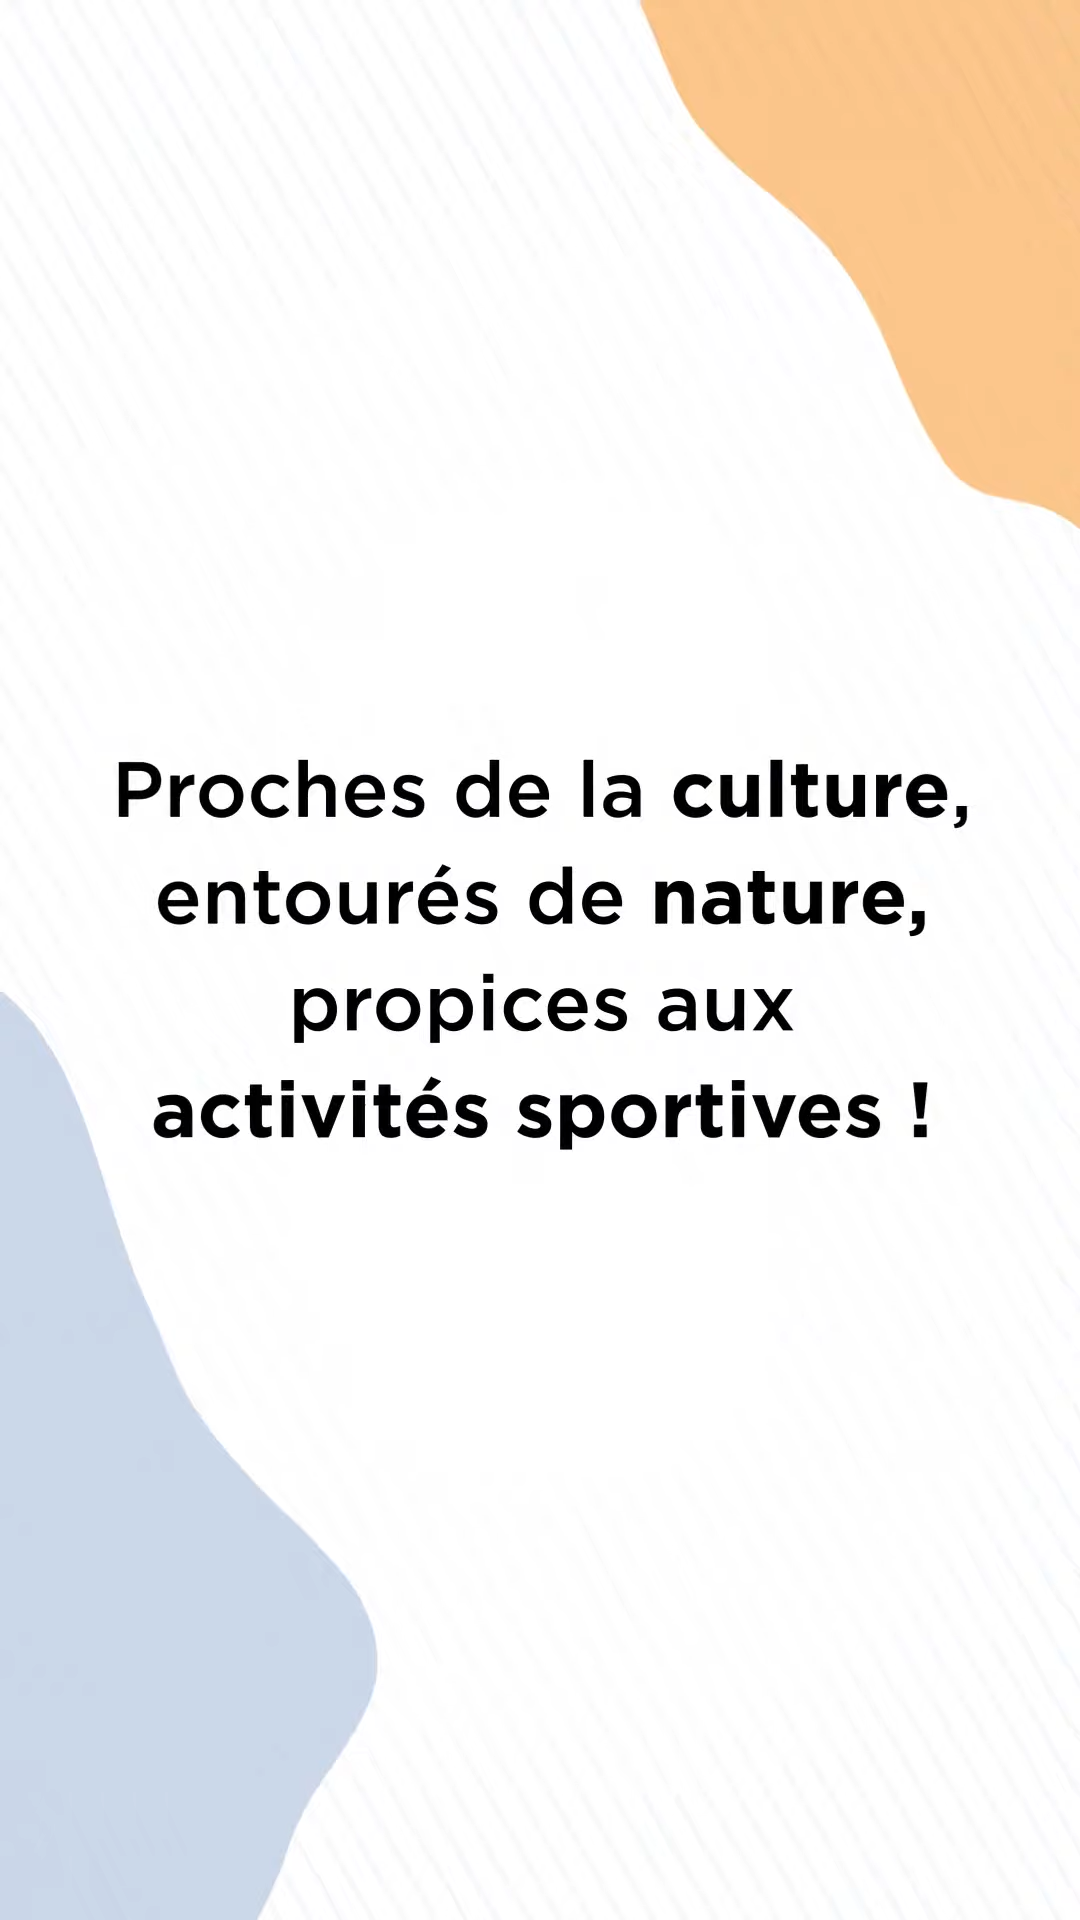 Proches de la culture,
entourés de nature,
propices aux
activités sportives !